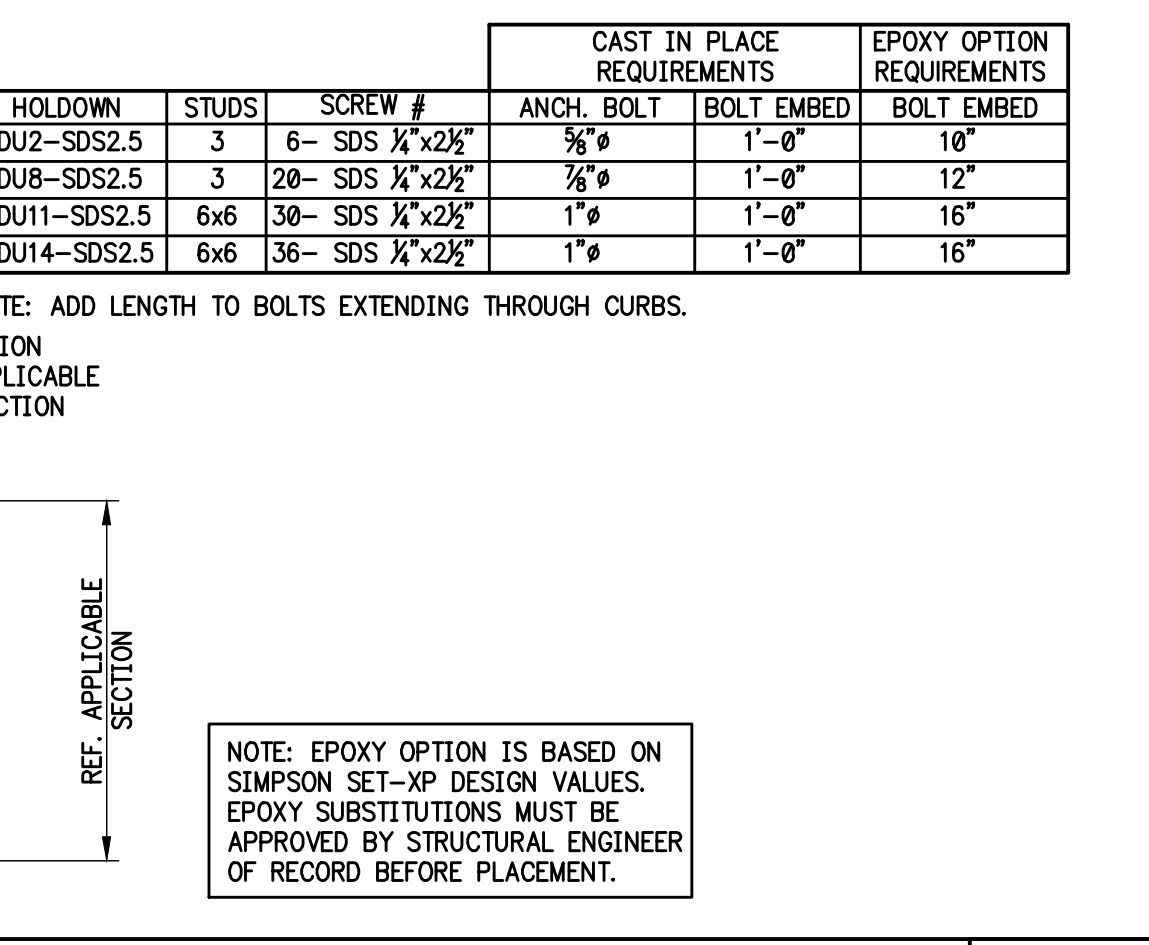 CAST IN PLACE REQUIREMENTS EPOXY OPTION REQUIREMENTS
HOLDOWN STUDS SCREW # ANCH. BOLT BOLT EMBED BOLT EMBED
DU2-SDS2.5 3 6- SDS ¼"x2½" ⅝"ø 1'-0" 10"
DU8-SDS2.5 3 20- SDS ¼"x2½" ⅞"ø 1'-0" 12"
DU11-SDS2.5 6x6 30- SDS ¼"x2½" 1"ø 1'-0" 16"
DU14-SDS2.5 6x6 36- SDS ¼"x2½" 1"ø 1'-0" 16"
TE: ADD LENGTH TO BOLTS EXTENDING THROUGH CURBS.
ION
PLICABLE
CTION
REF. APPLICABLE
SECTION
NOTE: EPOXY OPTION IS BASED ON
SIMPSON SET-XP DESIGN VALUES.
EPOXY SUBSTITUTIONS MUST BE
APPROVED BY STRUCTURAL ENGINEER
OF RECORD BEFORE PLACEMENT.